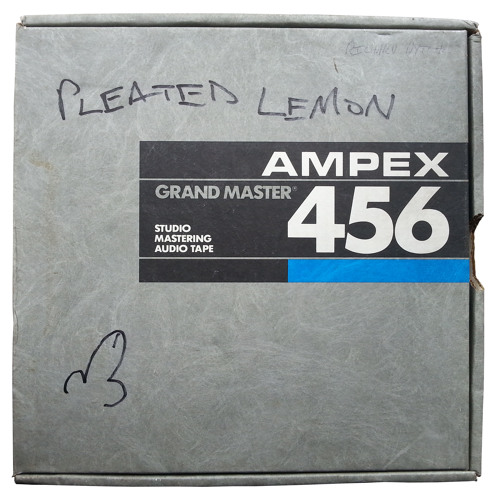 PLEATED LEMON
AMPEX
GRAND MASTER®
456
STUDIO
MASTERING
AUDIO TAPE